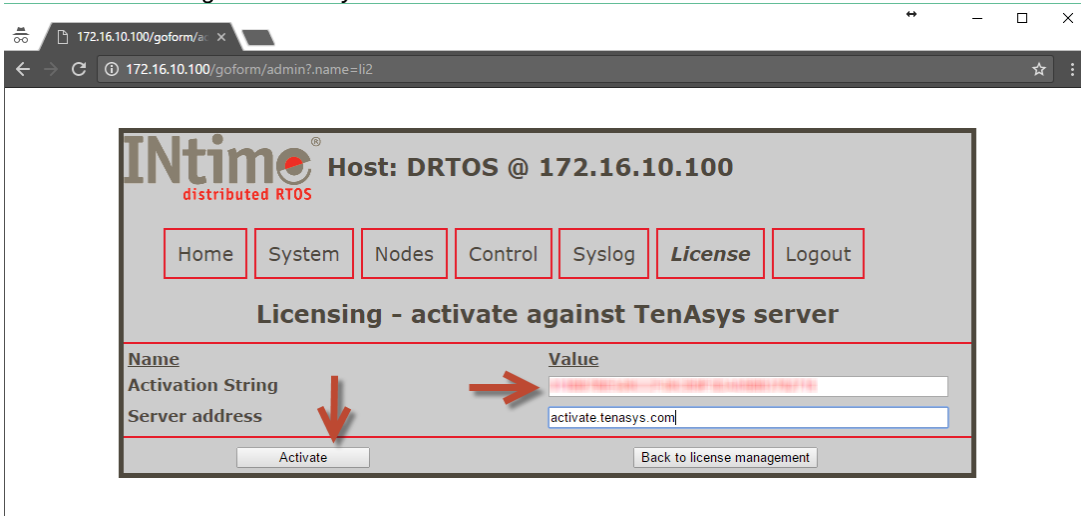 172.16.10.100/goform/ac
172.16.10.100/goform/admin?.name=li2
INtime® Host: DRTOS @ 172.16.10.100
distributed RTOS
Home System Nodes Control Syslog License Logout
Licensing - activate against TenAsys server
Name Value
Activation String
Server address activate.tenasys.com
Activate Back to license management